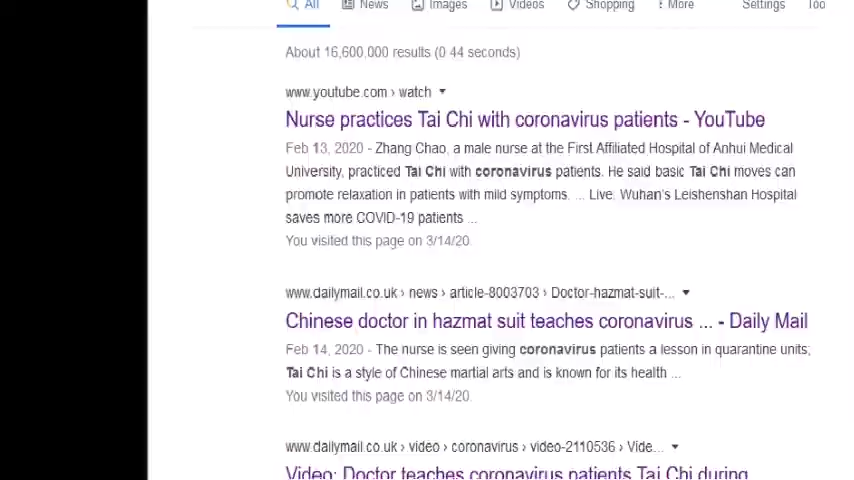 All News Images Videos Shopping More Settings Too
About 16,600,000 results (0 44 seconds)
www.youtube.com › watch
Nurse practices Tai Chi with coronavirus patients - YouTube
Feb 13, 2020 - Zhang Chao, a male nurse at the First Affiliated Hospital of Anhui Medical
University, practiced Tai Chi with coronavirus patients. He said basic Tai Chi moves can
promote relaxation in patients with mild symptoms. ... Live: Wuhan's Leishenshan Hospital
saves more COVID-19 patients ...
You visited this page on 3/14/20.
www.dailymail.co.uk › news › article-8003703 › Doctor-hazmat-suit-...
Chinese doctor in hazmat suit teaches coronavirus ... - Daily Mail
Feb 14, 2020 - The nurse is seen giving coronavirus patients a lesson in quarantine units;
Tai Chi is a style of Chinese martial arts and is known for its health ...
You visited this page on 3/14/20.
www.dailymail.co.uk › video › coronavirus › video-2110536 › Vide...
Video: Doctor teaches coronavirus patients Tai Chi during